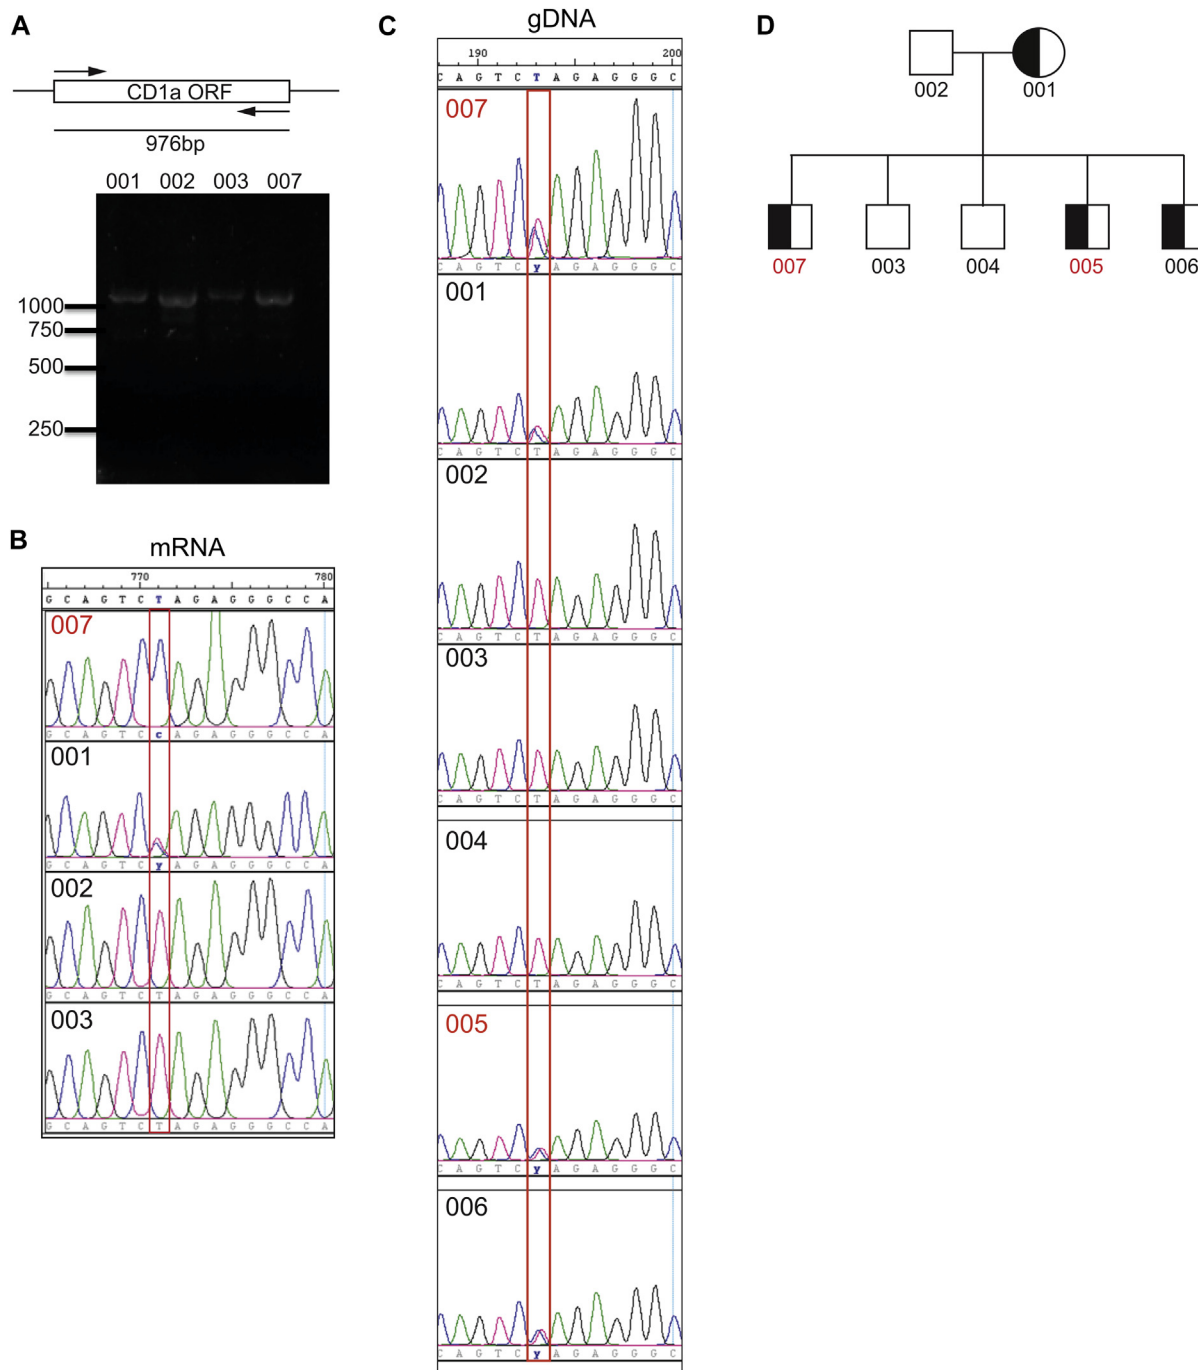 A
CD1a ORF
976bp
001 002 003 007
1000
750
500
250
B
mRNA
770 780
G C A G T C T A G A G G G C C A
007
G C A G T C c A G A G G G C C A
001
G C A G T C y A G A G G G C C A
002
G C A G T C T A G A G G G C C A
003
G C A G T C T A G A G G G C C A
C
gDNA
190 200
C A G T C T A G A G G G C
007
C A G T C y A G A G G G C
001
C A G T C T A G A G G G C
002
C A G T C T A G A G G G C
003
C A G T C T A G A G G G C
004
C A G T C T A G A G G G C
005
C A G T C y A G A G G G C
006
C A G T C y A G A G G G C
D
002 001
007 003 004 005 006